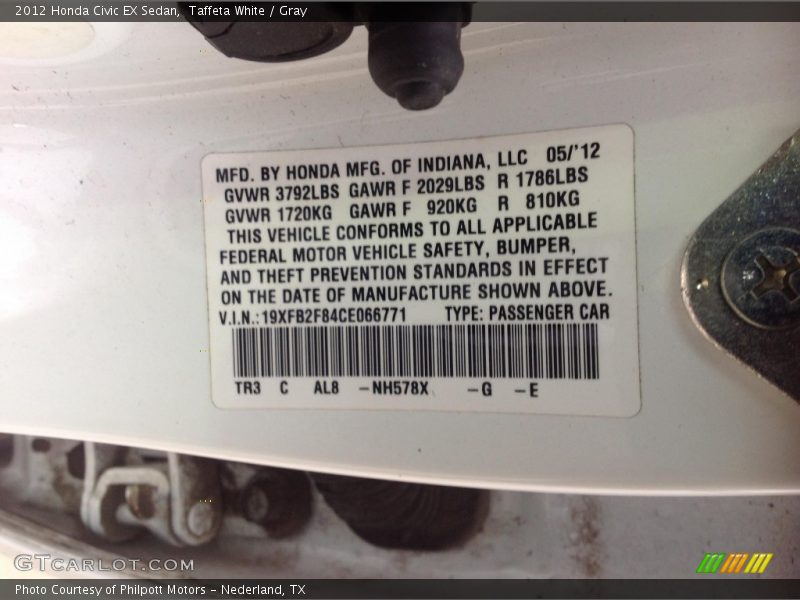 2012 Honda Civic EX Sedan,  Taffeta White / Gray
MFD. BY HONDA MFG. OF INDIANA, LLC  05/'12
GVWR 3792LBS  GAWR F 2029LBS  R 1786LBS
GVWR 1720KG  GAWR F  920KG  R  810KG
THIS VEHICLE CONFORMS TO ALL APPLICABLE
FEDERAL MOTOR VEHICLE SAFETY, BUMPER,
AND THEFT PREVENTION STANDARDS IN EFFECT
ON THE DATE OF MANUFACTURE SHOWN ABOVE.
V.I.N.:19XFB2F84CE066771  TYPE: PASSENGER CAR
TR3  C  AL8  -NH578X  -G  -E
GTCARLOT.COM
Photo Courtesy of Philpott Motors - Nederland, TX